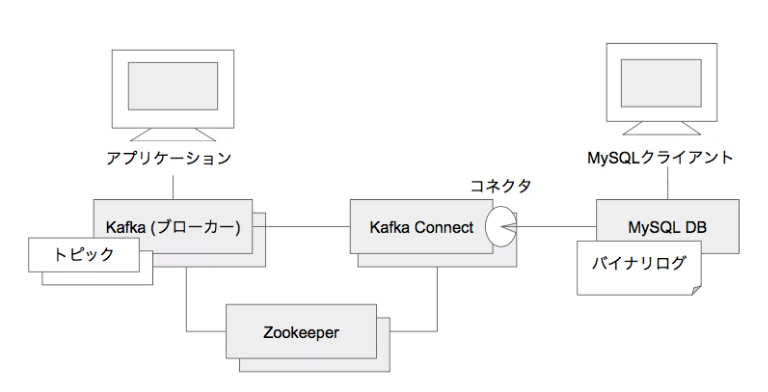 アプリケーション
MySQLクライアント
コネクタ
Kafka (ブローカー)
Kafka Connect
MySQL DB
トピック
バイナリログ
Zookeeper